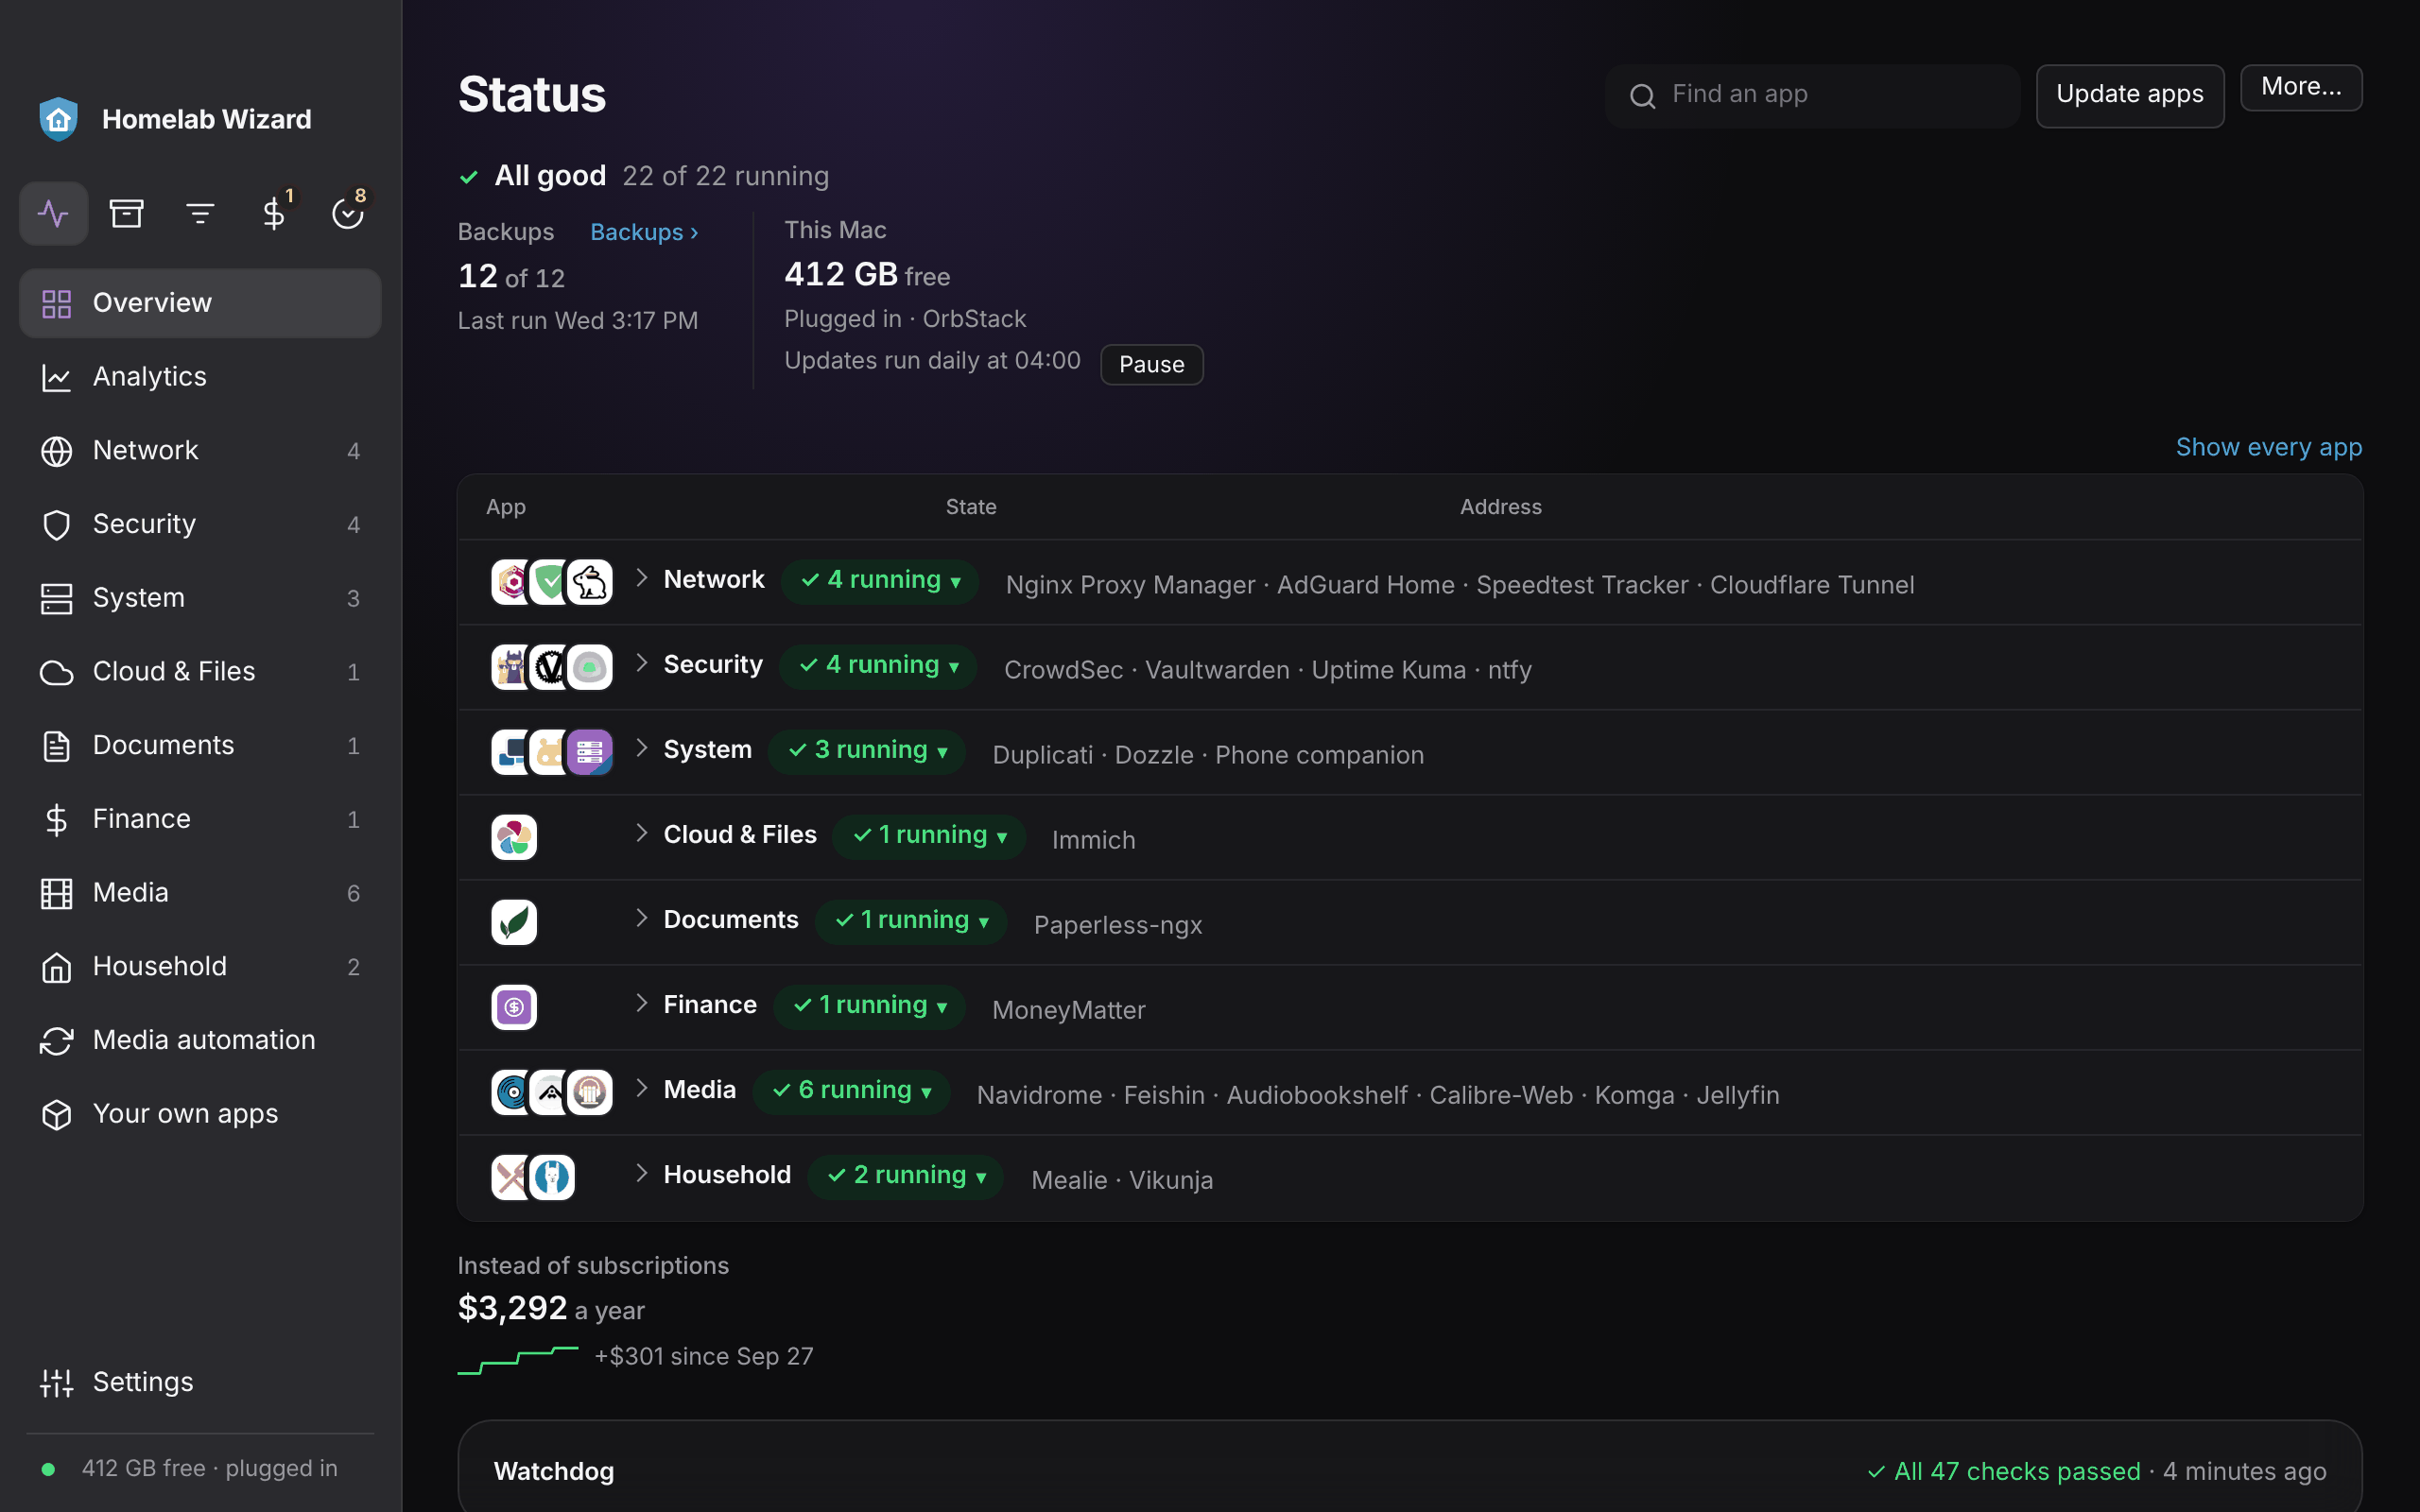 Homelab Wizard
1
8
Overview
Analytics
Network 4
Security 4
System 3
Cloud & Files 1
Documents 1
Finance 1
Media 6
Household 2
Media automation
Your own apps
Settings
412 GB free · plugged in
Status
Find an app
Update apps
More...
All good 22 of 22 running
Backups Backups ›
12 of 12
Last run Wed 3:17 PM
This Mac
412 GB free
Plugged in · OrbStack
Updates run daily at 04:00 Pause
Show every app
App State Address
Network ✓ 4 running ▾ Nginx Proxy Manager · AdGuard Home · Speedtest Tracker · Cloudflare Tunnel
Security ✓ 4 running ▾ CrowdSec · Vaultwarden · Uptime Kuma · ntfy
System ✓ 3 running ▾ Duplicati · Dozzle · Phone companion
Cloud & Files ✓ 1 running ▾ Immich
Documents ✓ 1 running ▾ Paperless-ngx
Finance ✓ 1 running ▾ MoneyMatter
Media ✓ 6 running ▾ Navidrome · Feishin · Audiobookshelf · Calibre-Web · Komga · Jellyfin
Household ✓ 2 running ▾ Mealie · Vikunja
Instead of subscriptions
$3,292 a year
+$301 since Sep 27
Watchdog ✓ All 47 checks passed · 4 minutes ago